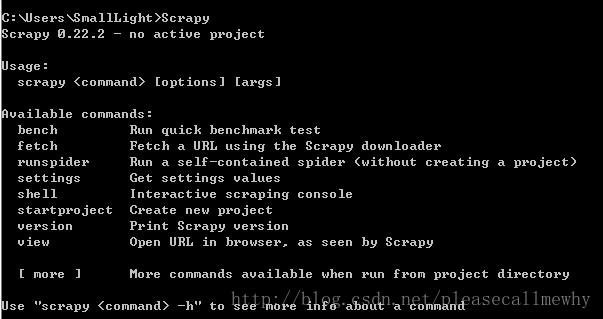 C:\Users\SmallLight>Scrapy
Scrapy 0.22.2 - no active project
Usage:
scrapy <command> [options] [args]
Available commands:
bench Run quick benchmark test
fetch Fetch a URL using the Scrapy downloader
runspider Run a self-contained spider (without creating a project)
settings Get settings values
shell Interactive scraping console
startproject Create new project
version Print Scrapy version
view Open URL in browser, as seen by Scrapy
[ more ] More commands available when run from project directory
Use "scrapy <command> -h" to see more info about a command
http://blog.csdn.net/pleasecallmewhy